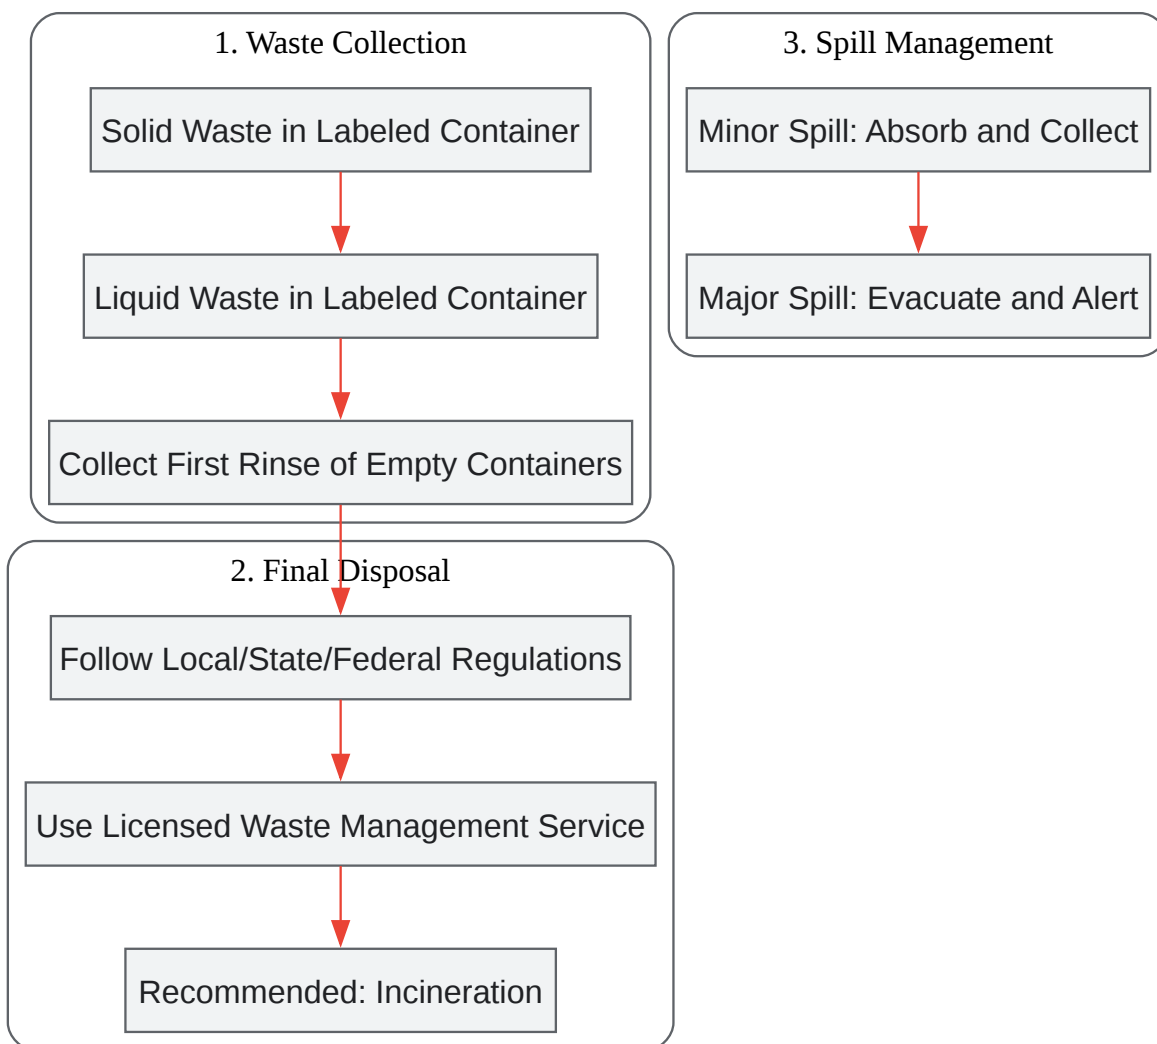 1. Waste Collection
Solid Waste in Labeled Container
Liquid Waste in Labeled Container
Collect First Rinse of Empty Containers
2. Final Disposal
Follow Local/State/Federal Regulations
Use Licensed Waste Management Service
Recommended: Incineration
3. Spill Management
Minor Spill: Absorb and Collect
Major Spill: Evacuate and Alert